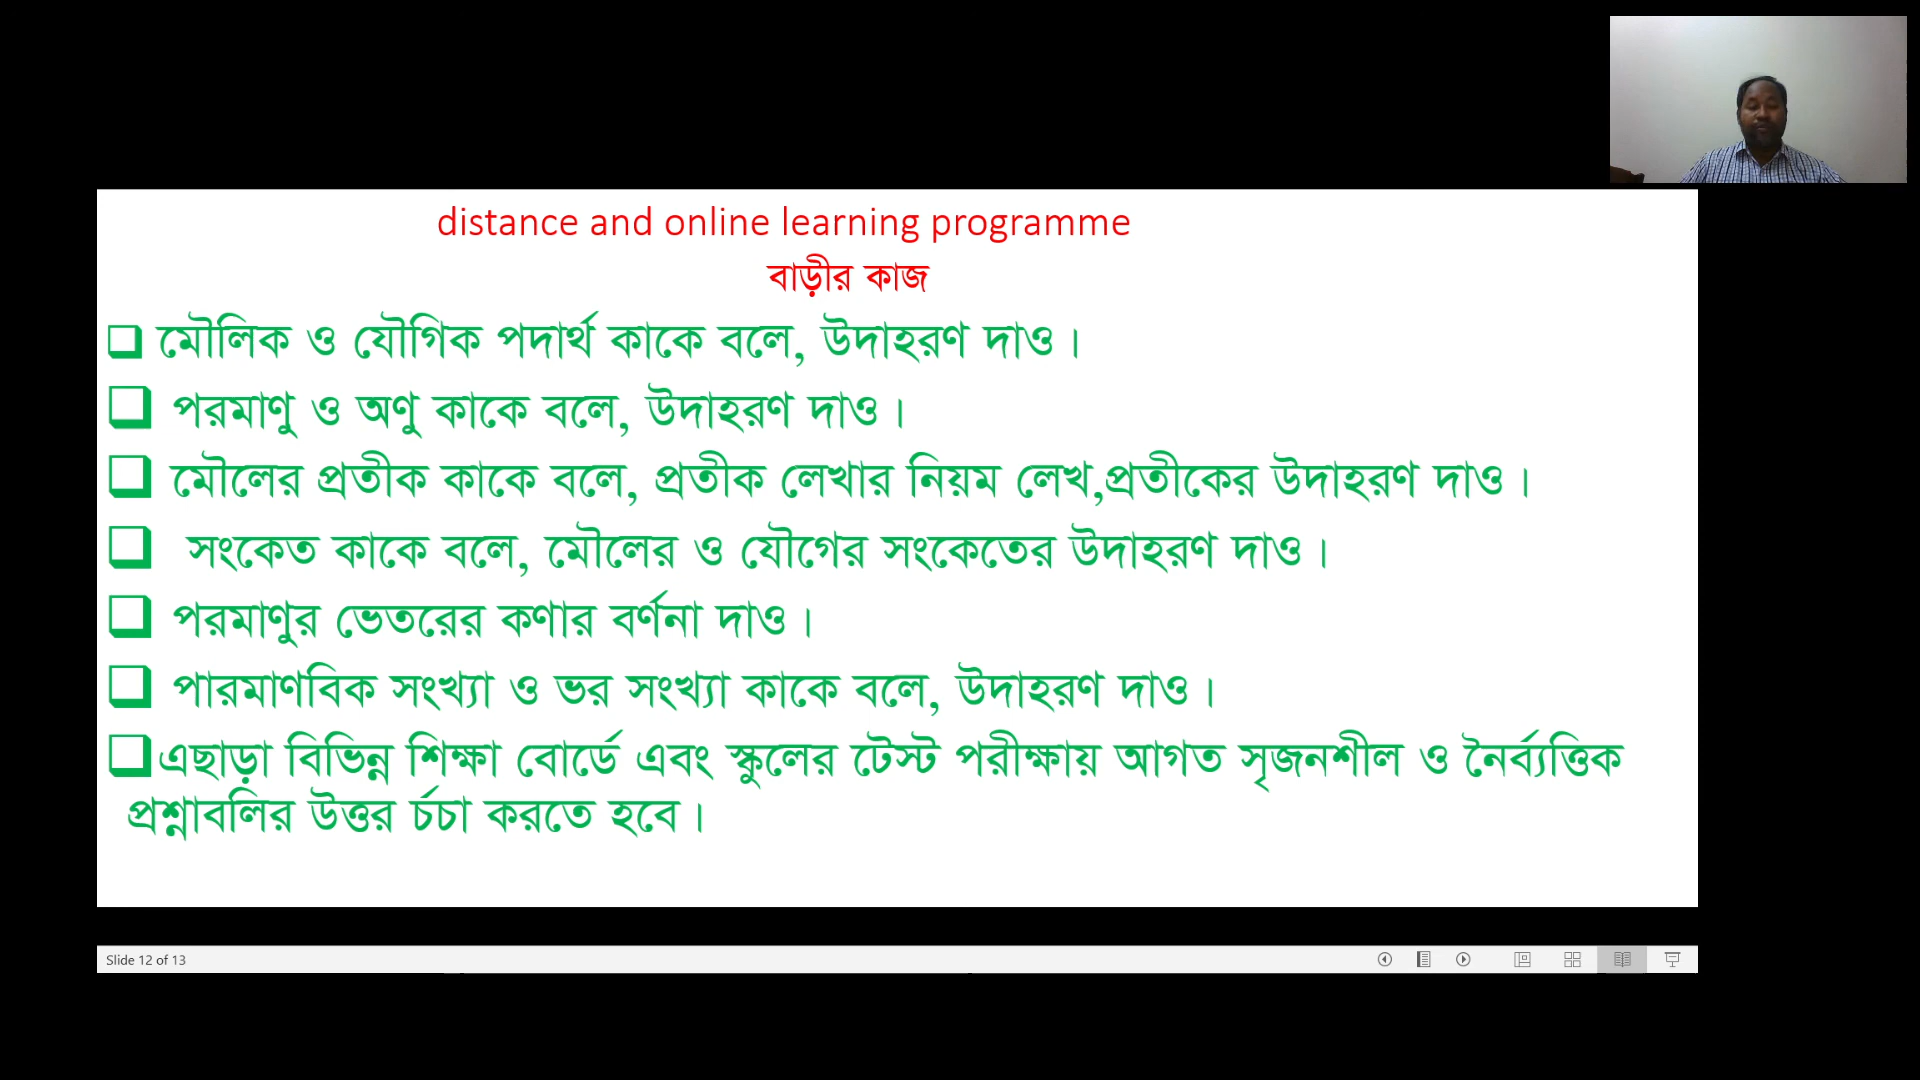 distance and online learning programme
বাড়ীর কাজ
মৌলিক ও যৌগিক পদার্থ কাকে বলে, উদাহরণ দাও।
পরমাণু ও অণু কাকে বলে, উদাহরণ দাও।
মৌলের প্রতীক কাকে বলে, প্রতীক লেখার নিয়ম লেখ,প্রতীকের উদাহরণ দাও।
সংকেত কাকে বলে, মৌলের ও যৌগের সংকেতের উদাহরণ দাও।
পরমাণুর ভেতরের কণার বর্ণনা দাও।
পারমাণবিক সংখ্যা ও ভর সংখ্যা কাকে বলে, উদাহরণ দাও।
এছাড়া বিভিন্ন শিক্ষা বোর্ডে এবং স্কুলের টেস্ট পরীক্ষায় আগত সৃজনশীল ও নৈর্ব্যত্তিক
প্রশ্নাবলির উত্তর র্চচা করতে হবে।
Slide 12 of 13